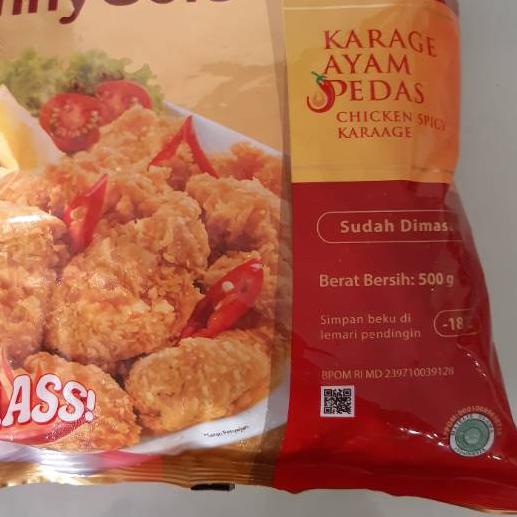 KARAGE
AYAM
PEDAS
CHICKEN SPICY
KARAAGE
Sudah Dimas
Berat Bersih: 500 g
Simpan beku di
lemari pendingin
-18
BPOM RI MD 239710039128
ASS!